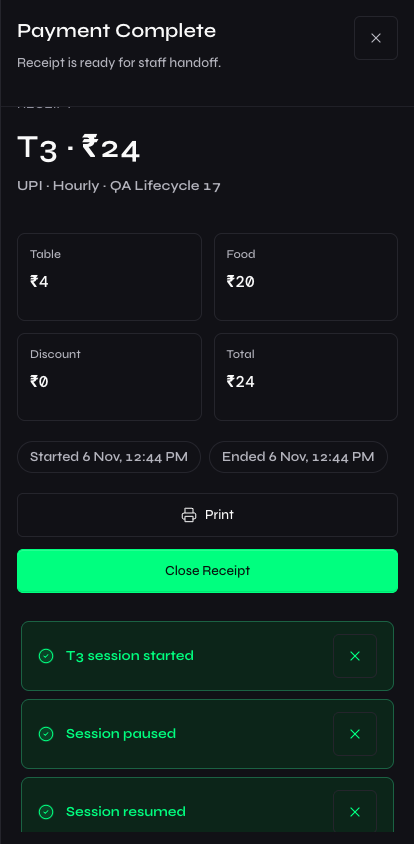 Payment Complete
Receipt is ready for staff handoff.
T3 · ₹24
UPI · Hourly · QA Lifecycle 17
Table
₹4
Food
₹20
Discount
₹0
Total
₹24
Started 6 Nov, 12:44 PM
Ended 6 Nov, 12:44 PM
Print
Close Receipt
T3 session started
Session paused
Session resumed